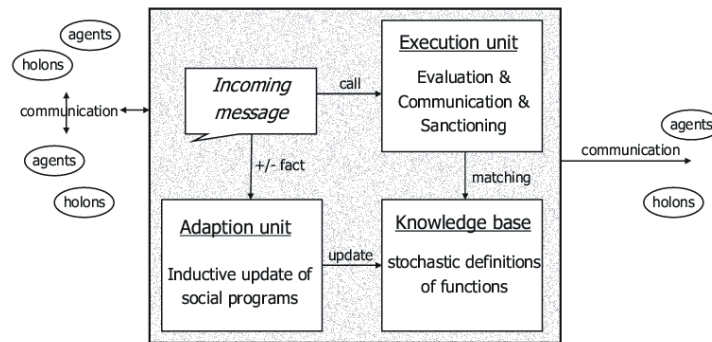 agents
holons
communication
agents
holons
Incoming
message
call
+/- fact
Execution unit
Evaluation &
Communication &
Sanctioning
matching
Adaption unit
Inductive update of
social programs
update
Knowledge base
stochastic definitions
of functions
agents
communication
holons